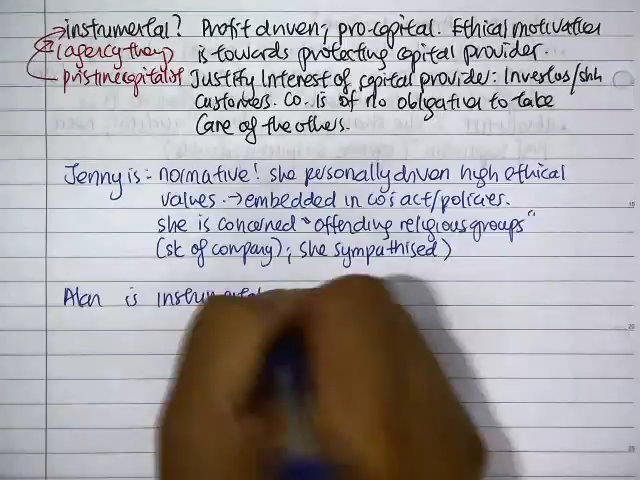 instrumental? Profit driven, pro-capital. Ethical motivation
(agency theory) is towards protecting capital provider.
pristine capitalist Justify Interest of capital provider: Investors/shh
customers. Co. is of no obligation to take
Care of the others.
Jenny is:- normative! she personally driven high ethical
values. → embedded in co's act/policies.
she is concerned "offending religious groups"
(sk of company); she sympathised)
Alan is instrumental